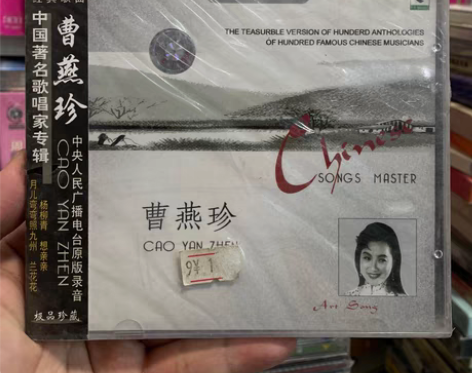 THE TEASURBLE VERSION OF HUNDERD ANTHOLOGIES
OF HUNDRED FAMOUS CHINESE MUSICIANS
Chinese
SONGS MASTER
曹燕珍
CAO YAN ZHEN
Art Song
中国著名歌唱家专辑
曹燕珍
中央人民广播电台原版录音
CAO YAN ZHEN
杨柳青 想亲亲
月儿弯弯照九州 兰花花
极品珍藏